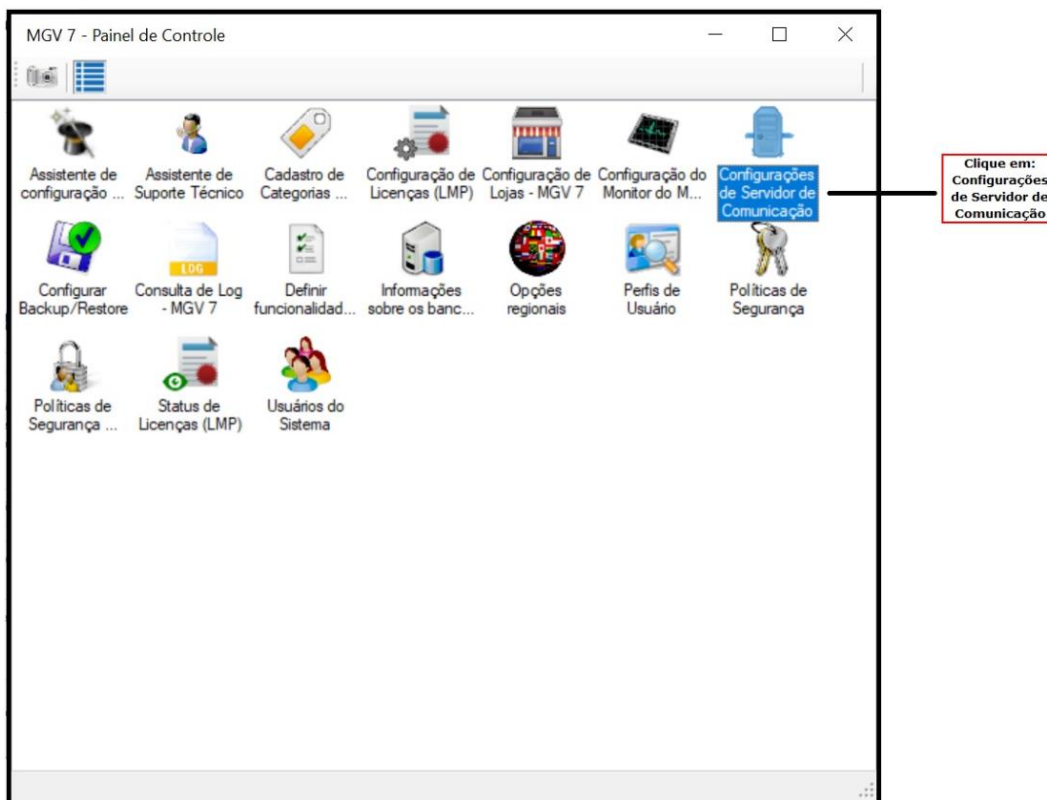 MGV 7 - Painel de Controle
Assistente de
configuração ...
Assistente de
Suporte Técnico
Cadastro de
Categorias ...
Configuração de
Licenças (LMP)
Configuração de
Lojas - MGV 7
Configuração do
Monitor do M...
Configurações
de Servidor de
Comunicação
Clique em:
Configurações
de Servidor de
Comunicação
Configurar
Backup/Restore
LOG
Consulta de Log
- MGV 7
Definir
funcionalidad...
Informações
sobre os banc...
Opções
regionais
Perfis de
Usuário
Políticas de
Segurança
Políticas de
Segurança ...
Status de
Licenças (LMP)
Usuários do
Sistema